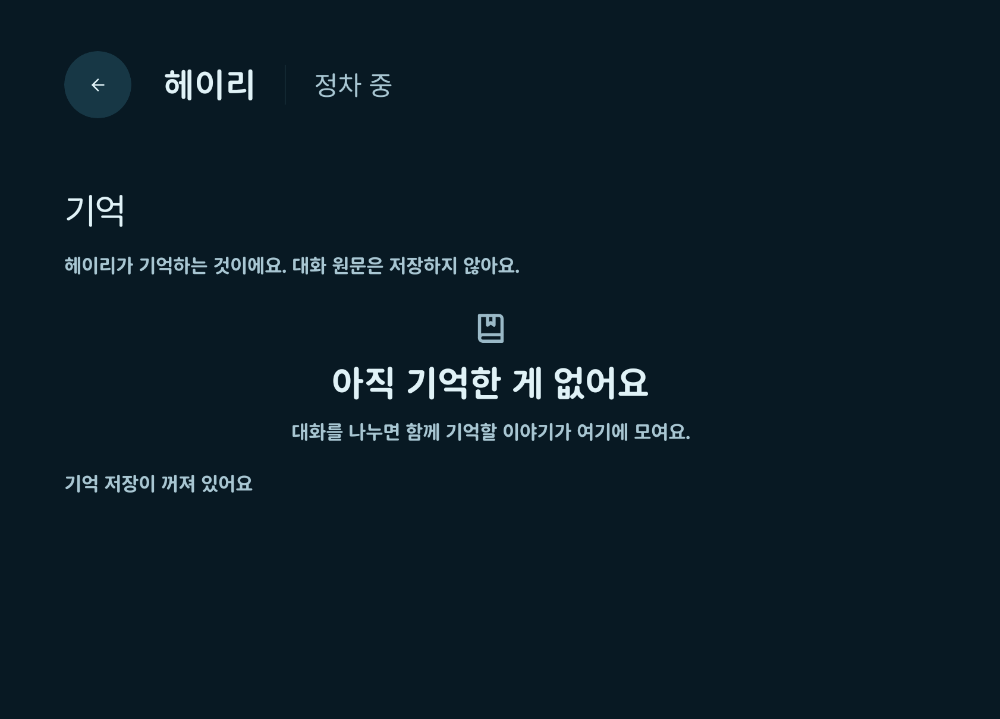 헤이리
정차 중
기억
헤이리가 기억하는 것이에요. 대화 원문은 저장하지 않아요.
아직 기억한 게 없어요
대화를 나누면 함께 기억할 이야기가 여기에 모여요.
기억 저장이 꺼져 있어요